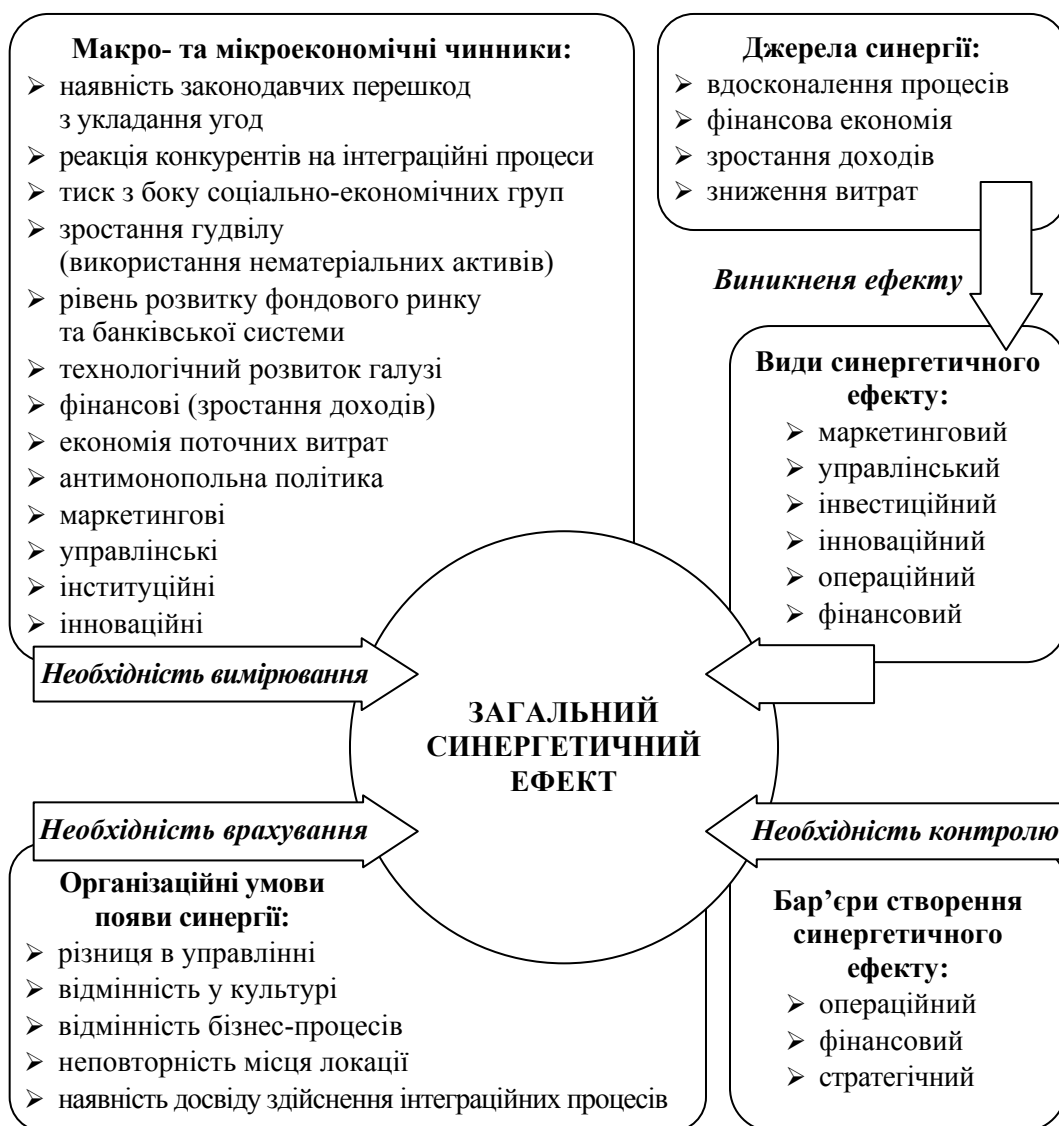 Макро- та мікроекономічні чинники:
➢ наявність законодавчих перешкод
з укладання угод
➢ реакція конкурентів на інтеграційні процеси
➢ тиск з боку соціально-економічних груп
➢ зростання гудвілу
(використання нематеріальних активів)
➢ рівень розвитку фондового ринку
та банківської системи
➢ технологічний розвиток галузі
➢ фінансові (зростання доходів)
➢ економія поточних витрат
➢ антимонопольна політика
➢ маркетингові
➢ управлінські
➢ інституційні
➢ інноваційні
Необхідність вимірювання
Джерела синергії:
➢ вдосконалення процесів
➢ фінансова економія
➢ зростання доходів
➢ зниження витрат
Виникненя ефекту
Види синергетичного
ефекту:
➢ маркетинговий
➢ управлінський
➢ інвестиційний
➢ інноваційний
➢ операційний
➢ фінансовий
ЗАГАЛЬНИЙ
СИНЕРГЕТИЧНИЙ
ЕФЕКТ
Необхідність врахування
Організаційні умови
появи синергії:
➢ різниця в управлінні
➢ відмінність у культурі
➢ відмінність бізнес-процесів
➢ неповторність місця локації
➢ наявність досвіду здійснення інтеграційних процесів
Необхідність контролю
Бар’єри створення
синергетичного
ефекту:
➢ операційний
➢ фінансовий
➢ стратегічний